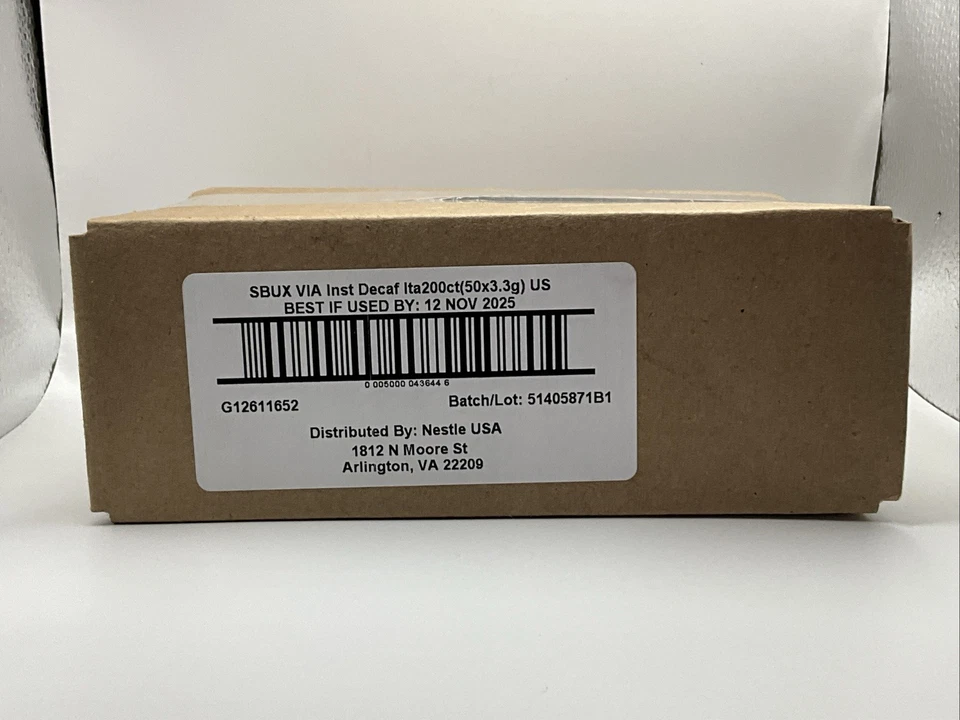 SBUX VIA Inst Decaf Ita200ct(50x3.3g) US
BEST IF USED BY: 12 NOV 2025
0 005000 043644 6
G12611652
Batch/Lot: 51405871B1
Distributed By: Nestle USA
1812 N Moore St
Arlington, VA 22209